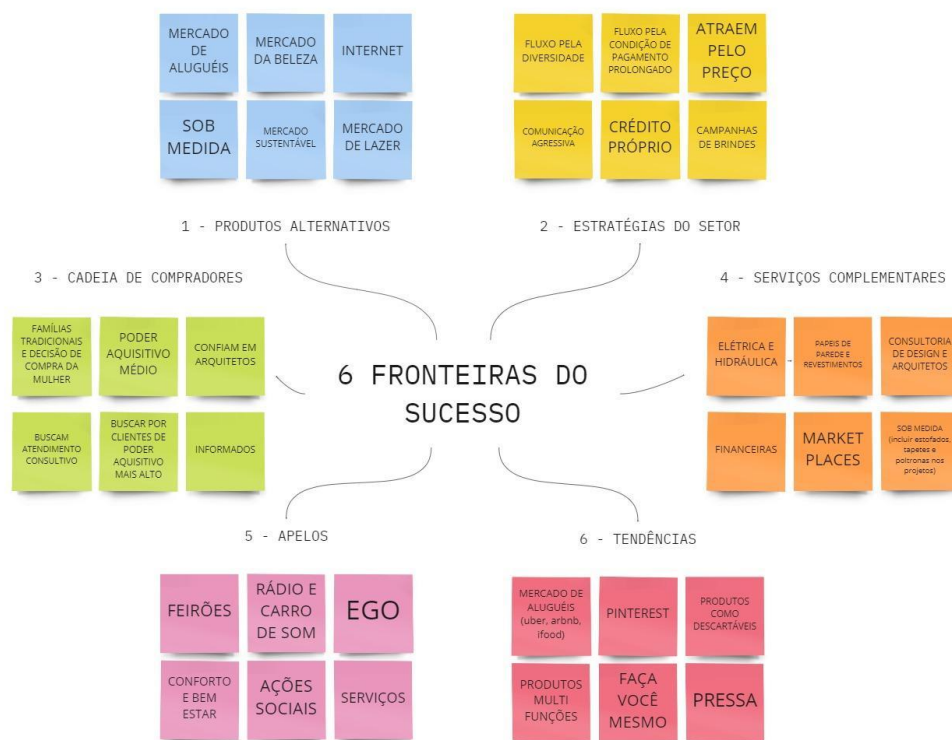 MERCADO
DE
ALUGUÉIS
MERCADO
DA BELEZA
INTERNET
SOB
MEDIDA
MERCADO
SUSTENTÁVEL
MERCADO
DE LAZER
1 - PRODUTOS ALTERNATIVOS
FLUXO PELA
DIVERSIDADE
FLUXO PELA
CONDIÇÃO DE
PAGAMENTO
PROLONGADO
ATRAEM
PELO
PREÇO
COMUNICAÇÃO
AGRESSIVA
CRÉDITO
PRÓPRIO
CAMPANHAS
DE BRINDES
2 - ESTRATÉGIAS DO SETOR
3 - CADEIA DE COMPRADORES
FAMÍLIAS
TRADICIONAIS
E DECISÃO DE
COMPRA DA
MULHER
PODER
AQUISITIVO
MÉDIO
CONFIAM EM
ARQUITETOS
BUSCAM
ATENDIMENTO
CONSULTIVO
BUSCAR POR
CLIENTES DE
PODER
AQUISITIVO
MAIS ALTO
INFORMADOS
6 FRONTEIRAS DO
SUCESSO
4 - SERVIÇOS COMPLEMENTARES
ELÉTRICA E
HIDRÁULICA
PAPEIS DE
PAREDE E
REVESTIMENTOS
CONSULTORIA
DE DESIGN E
ARQUITETOS
FINANCEIRAS
MARKET
PLACES
SOB MEDIDA
(incluir estofados,
tapetes e
poltronas nos
projetos)
5 - APELOS
FEIRÕES
RÁDIO E
CARRO
DE SOM
EGO
CONFORTO
E BEM
ESTAR
AÇÕES
SOCIAIS
SERVIÇOS
6 - TENDÊNCIAS
MERCADO DE
ALUGUÉIS
(uber, arbnb,
ifood)
PINTEREST
PRODUTOS
COMO
DESCARTÁVEIS
PRODUTOS
MULTI
FUNÇÕES
FAÇA
VOCÊ
MESMO
PRESSA